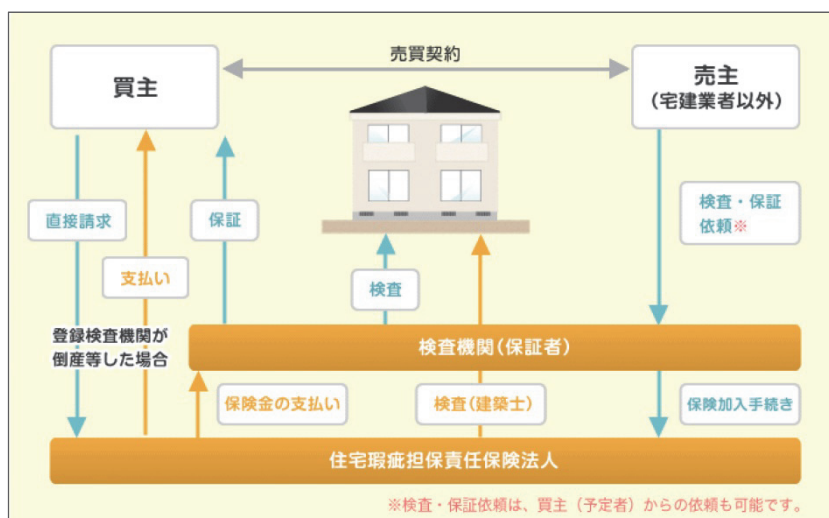 売買契約
買主
売主
(宅建業者以外)
直接請求
保証
支払い
検査
検査・保証
依頼※
登録検査機関が
倒産等した場合
検査機関(保証者)
保険金の支払い
検査(建築士)
保険加入手続き
住宅瑕疵担保責任保険法人
※検査・保証依頼は、買主(予定者)からの依頼も可能です。